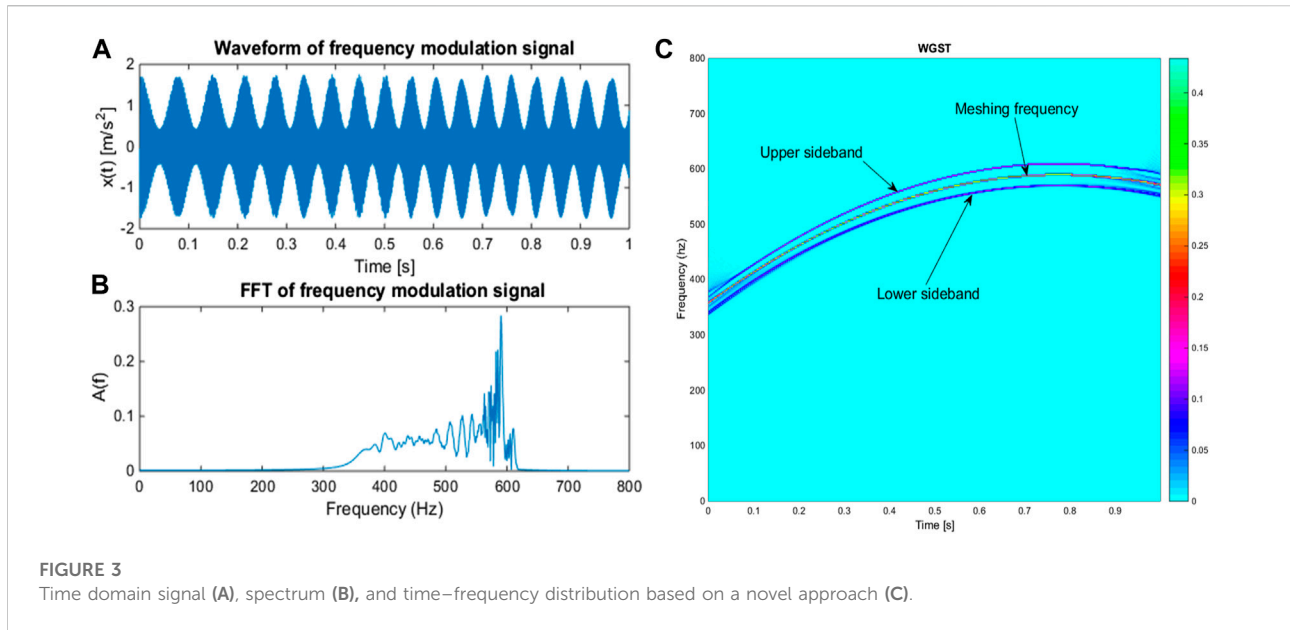 A
Waveform of frequency modulation signal
2
1
0
-1
-2
x(t) [m/s²]
0 0.1 0.2 0.3 0.4 0.5 0.6 0.7 0.8 0.9 1
Time [s]
B
FFT of frequency modulation signal
0.3
0.2
0.1
0
A(f)
0 100 200 300 400 500 600 700 800
Frequency (Hz)
C
WGST
800
700
600
500
400
300
200
100
0
Frequency (hz)
Meshing frequency
Upper sideband
Lower sideband
0 0.1 0.2 0.3 0.4 0.5 0.6 0.7 0.8 0.9
Time [s]
0.4
0.35
0.3
0.25
0.2
0.15
0.1
0.05
0
FIGURE 3
Time domain signal (A), spectrum (B), and time–frequency distribution based on a novel approach (C).